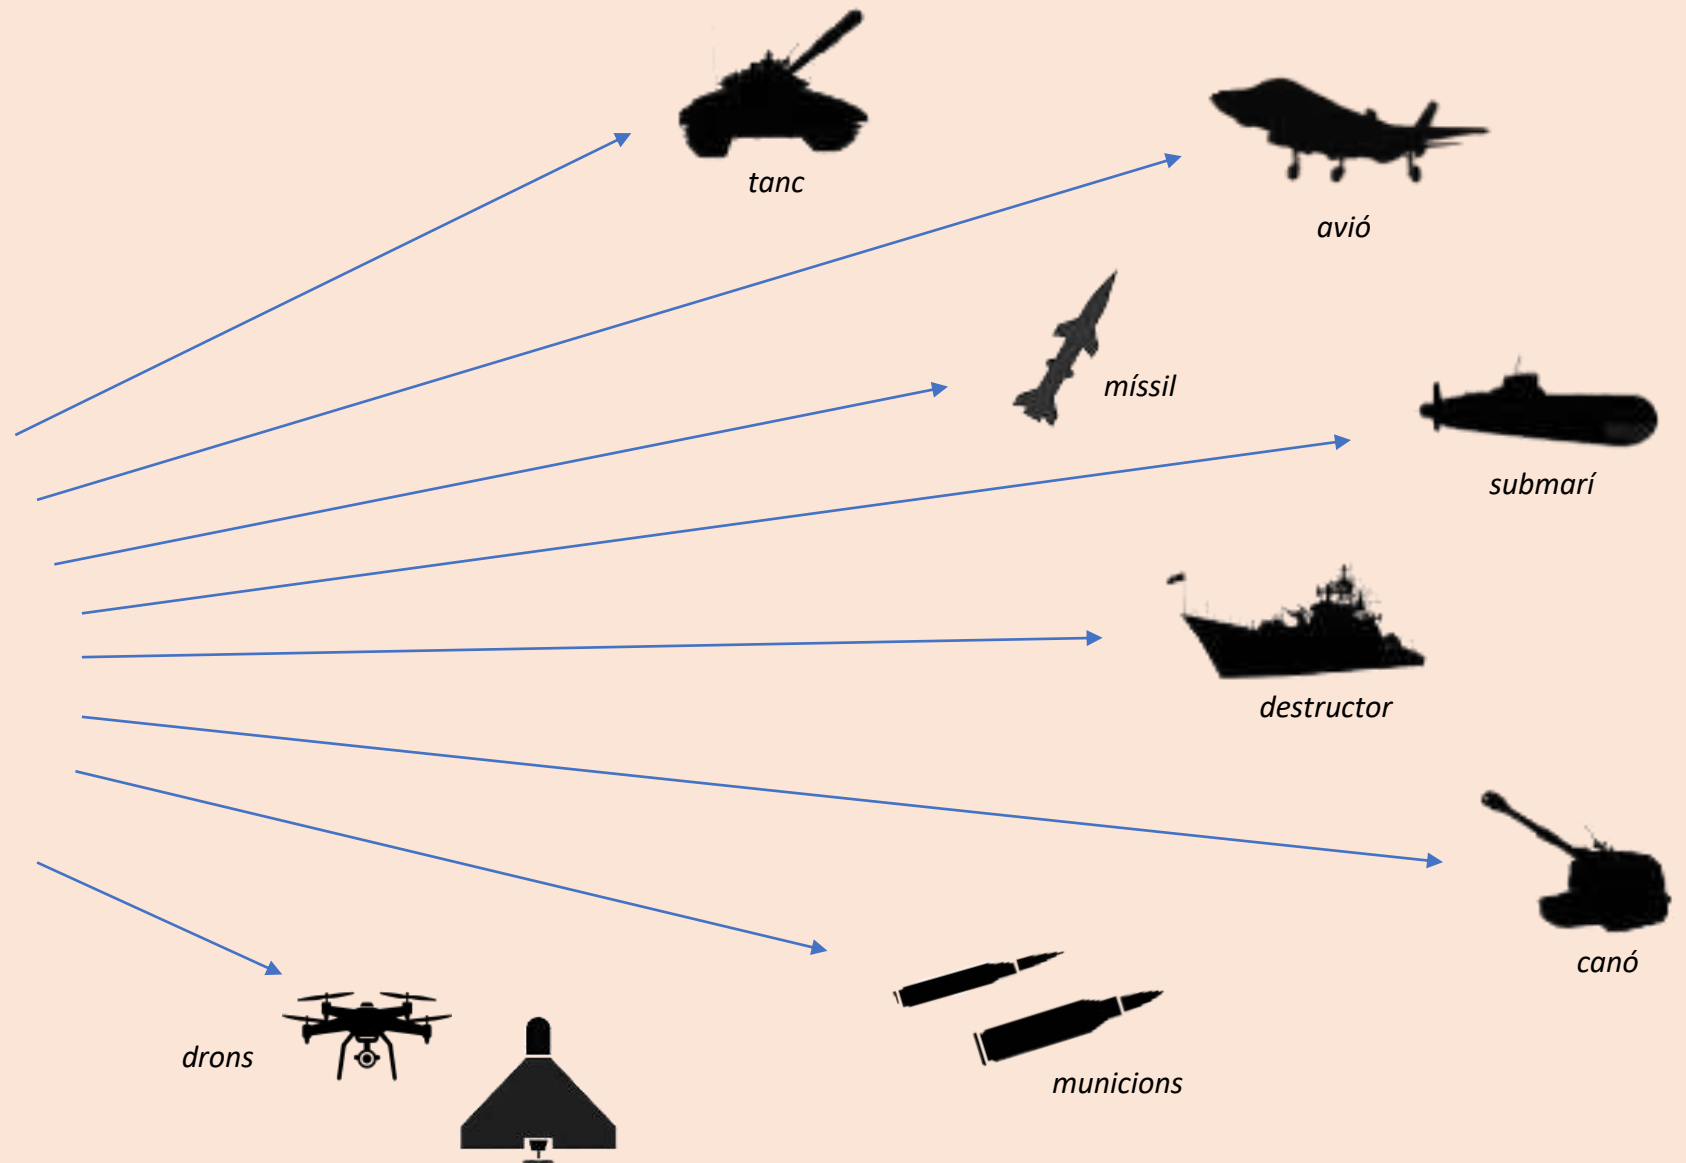 tanc
avió
míssil
submarí
destructor
canó
drons
municions